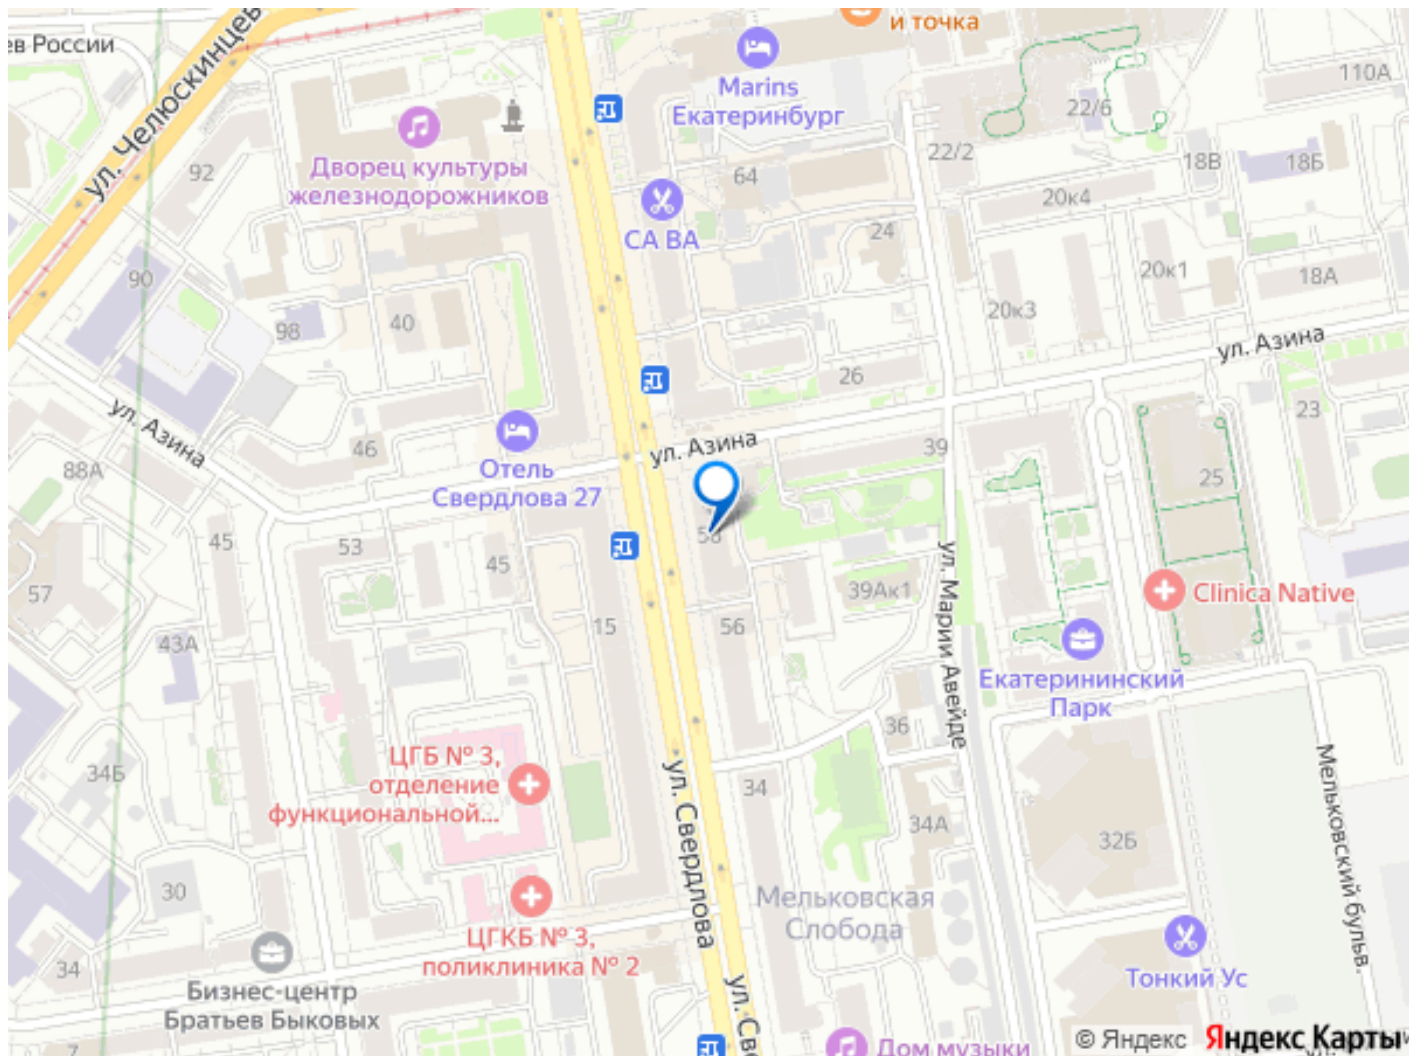 ев России
и точка
Marins
Екатеринбург
110А
ул. Челюскинцев
22/6
92
Дворец культуры
железнодорожников
64
22/2
18В
18Б
20к4
СА ВА
24
90
20к1
18А
98
40
20к3
ул. Азина
26
ул. Азина
46
ул. Азина
39
23
88А
Отель
Свердлова 27
25
58
45
53
45
ул. Марии Авейде
57
39Ак1
Clinica Native
43А
15
56
Екатерининский
Парк
36
34Б
ЦГБ № 3,
отделение
функциональной...
ул. Свердлова
34
34А
32Б
Мельковский бульв.
30
Мельковская
Слобода
ЦГКБ № 3,
поликлиника № 2
34
Бизнес-центр
Братьев Быковых
Тонкий Ус
ул. Све
7
Дом музыки
© Яндекс Яндекс Карты